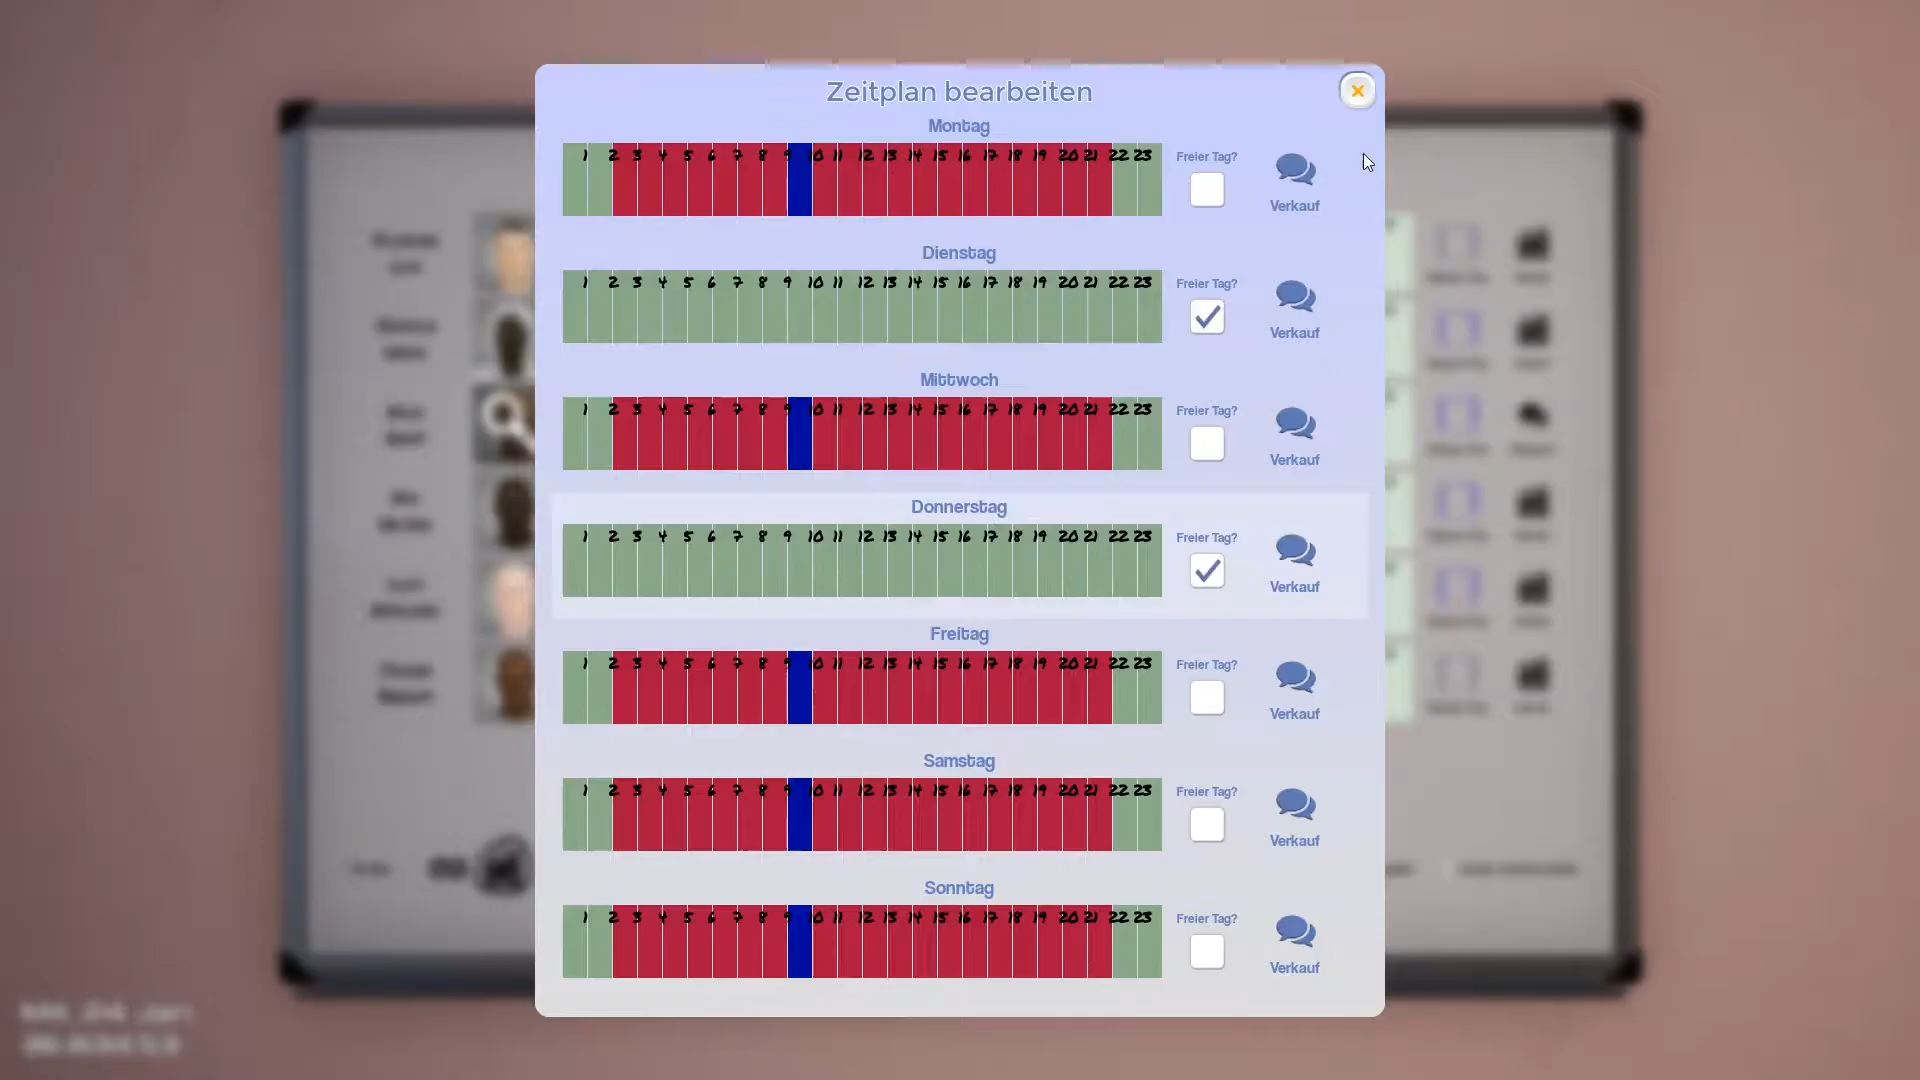 Zeitplan bearbeiten
Montag
1 2 3 4 5 6 7 8 9 10 11 12 13 14 15 16 17 18 19 20 21 22 23
Freier Tag?
Verkauf
Dienstag
1 2 3 4 5 6 7 8 9 10 11 12 13 14 15 16 17 18 19 20 21 22 23
Freier Tag?
Verkauf
Mittwoch
1 2 3 4 5 6 7 8 9 10 11 12 13 14 15 16 17 18 19 20 21 22 23
Freier Tag?
Verkauf
Donnerstag
1 2 3 4 5 6 7 8 9 10 11 12 13 14 15 16 17 18 19 20 21 22 23
Freier Tag?
Verkauf
Freitag
1 2 3 4 5 6 7 8 9 10 11 12 13 14 15 16 17 18 19 20 21 22 23
Freier Tag?
Verkauf
Samstag
1 2 3 4 5 6 7 8 9 10 11 12 13 14 15 16 17 18 19 20 21 22 23
Freier Tag?
Verkauf
Sonntag
1 2 3 4 5 6 7 8 9 10 11 12 13 14 15 16 17 18 19 20 21 22 23
Freier Tag?
Verkauf